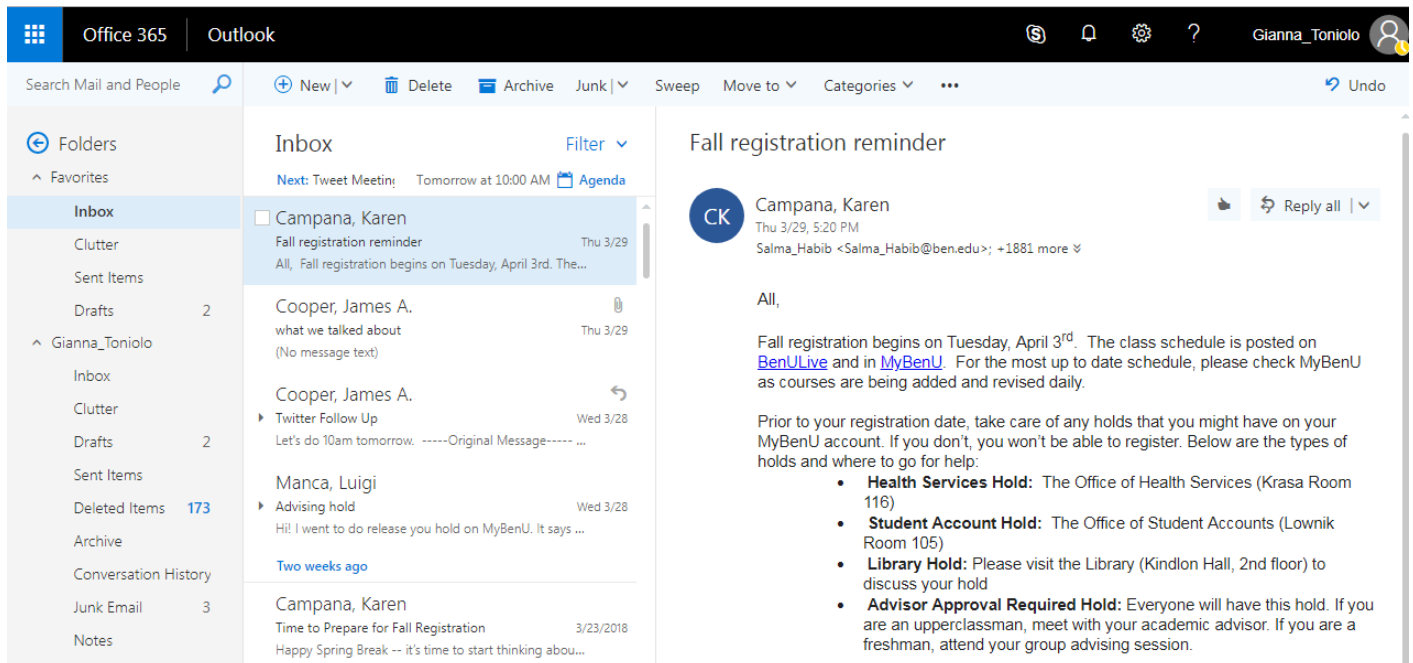 Office 365 Outlook Gianna_Toniolo
Search Mail and People New Delete Archive Junk Sweep Move to Categories ••• Undo
Folders
Favorites
Inbox
Clutter
Sent Items
Drafts 2
Gianna_Toniolo
Inbox
Clutter
Drafts 2
Sent Items
Deleted Items 173
Archive
Conversation History
Junk Email 3
Notes
Inbox Filter
Next: Tweet Meeting Tomorrow at 10:00 AM Agenda
Campana, Karen
Fall registration reminder Thu 3/29
All, Fall registration begins on Tuesday, April 3rd. The...
Cooper, James A.
what we talked about Thu 3/29
(No message text)
Cooper, James A.
Twitter Follow Up Wed 3/28
Let's do 10am tomorrow. -----Original Message----- ...
Manca, Luigi
Advising hold Wed 3/28
Hi! I went to do release you hold on MyBenU. It says ...
Two weeks ago
Campana, Karen
Time to Prepare for Fall Registration 3/23/2018
Happy Spring Break -- it's time to start thinking abou...
Fall registration reminder
CK
Campana, Karen
Reply all
Thu 3/29, 5:20 PM
Salma_Habib <Salma_Habib@ben.edu>; +1881 more
All,
Fall registration begins on Tuesday, April 3rd. The class schedule is posted on
BenULive and in MyBenU. For the most up to date schedule, please check MyBenU
as courses are being added and revised daily.
Prior to your registration date, take care of any holds that you might have on your
MyBenU account. If you don't, you won't be able to register. Below are the types of
holds and where to go for help:
• Health Services Hold: The Office of Health Services (Krasa Room
116)
• Student Account Hold: The Office of Student Accounts (Lownik
Room 105)
• Library Hold: Please visit the Library (Kindlon Hall, 2nd floor) to
discuss your hold
• Advisor Approval Required Hold: Everyone will have this hold. If you
are an upperclassman, meet with your academic advisor. If you are a
freshman, attend your group advising session.